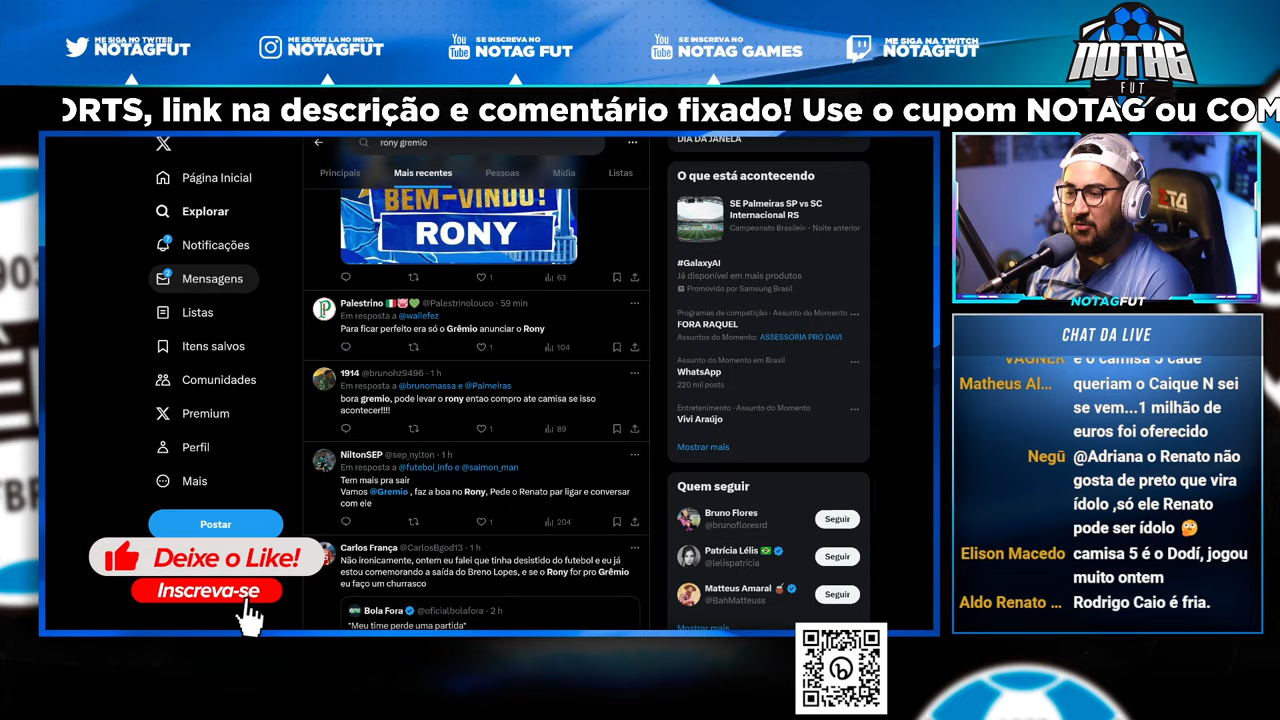 ME SIGA NO TWITER
NOTAGFUT
ME SEGUE LA NO INSTA
NOTAGFUT
You Tube
SE INSCREVA NO
NOTAG FUT
You Tube
SE INSCREVA NO
NOTAG GAMES
ME SIGA NA TWITCH
NOTAGFUT
NOTAG
FUT
ORTS, link na descrição e comentário fixado! Use o cupom NOTAG ou COM
Página Inicial
Explorar
Notificações
Mensagens
Listas
Itens salvos
Comunidades
Premium
Perfil
Mais
Postar
Deixe o Like!
Inscreva-se
rony gremio
Principais
Mais recentes
Pessoas
Mídia
Listas
BEM-VINDO!
RONY
1
63
Palestrino @Palestrinolouco · 59 min
Em resposta a @wallefez
Para ficar perfeito era só o Grêmio anunciar o Rony
1
104
1914 @brunohz9496 · 1 h
Em resposta a @brunomassa e @Palmeiras
bora gremio, pode levar o rony entao compro ate camisa se isso
acontecer!!!!
1
89
NiltonSEP @sep_nylton · 1 h
Em resposta a @futebol_info e @saimon_man
Tem mais pra sair
Vamos @Gremio , faz a boa no Rony, Pede o Renato par ligar e conversar
com ele
1
204
Carlos França @CarlosBgod13 · 1 h
Não ironicamente, ontem eu falei que tinha desistido do futebol e eu já
estou comemorando a saída do Breno Lopes, e se o Rony for pro Grêmio
eu faço um churrasco
Bola Fora @oficialbolafora · 2 h
*Meu time perde uma partida*
DIA DA JANELA
O que está acontecendo
SE Palmeiras SP vs SC
Internacional RS
Campeonato Brasileiro · Noite anterior
#GalaxyAI
Já disponível em mais produtos
Promovido por Samsung Brasil
Programas de competição · Assunto do Momento
FORA RAQUEL
Assuntos do Momento: ASSESSORIA PRO DAVI
Assunto do Momento em Brasil
WhatsApp
220 mil posts
Entretenimento · Assunto do Momento
Vivi Araújo
Mostrar mais
Quem seguir
Bruno Flores
@brunofloresrd
Seguir
Patrícia Lélis
@lelispatricia
Seguir
Matteus Amaral
@BahMatteuss
Seguir
Mostrar mais
NOTAGFUT
CHAT DA LIVE
VAGNER e o camisa 5 cade
Matheus Al... queriam o Caique N sei
se vem...1 milhão de
euros foi oferecido
Negū @Adriana o Renato não
gosta de preto que vira
ídolo ,só ele Renato
pode ser ídolo
Elison Macedo camisa 5 é o Dodí, jogou
muito ontem
Aldo Renato ... Rodrigo Caio é fria.